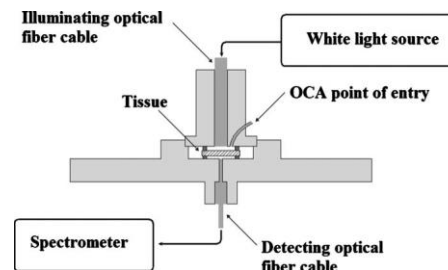 Illuminating optical
fiber cable
White light source
Tissue
OCA point of entry
Spectrometer
Detecting optical
fiber cable